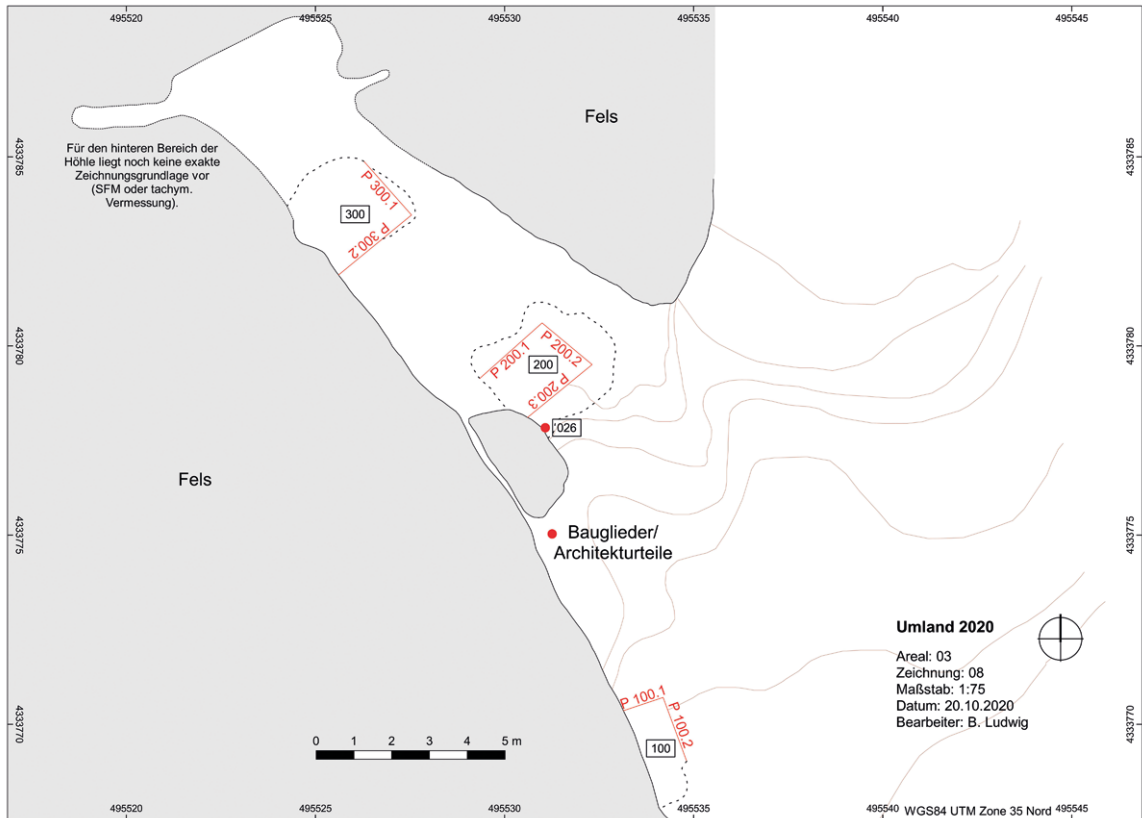 495520 495525 495530 495535 495540 495545
Fels
4333785
4333785
Für den hinteren Bereich der
Höhle liegt noch keine exakte
Zeichnungsgrundlage vor
(SFM oder tachym.
Vermessung).
P 300.1
300
P 300.2
4333780
4333780
P 200.1
P 200.2
200
P 200.3
'026
Fels
4333775
4333775
Bauglieder/
Architekturteile
Umland 2020
Areal: 03
Zeichnung: 08
Maßstab: 1:75
Datum: 20.10.2020
Bearbeiter: B. Ludwig
P 100.1
P 100.2
100
4333770
4333770
0 1 2 3 4 5 m
495520 495525 495530 495535 495540 495545
WGS84 UTM Zone 35 Nord